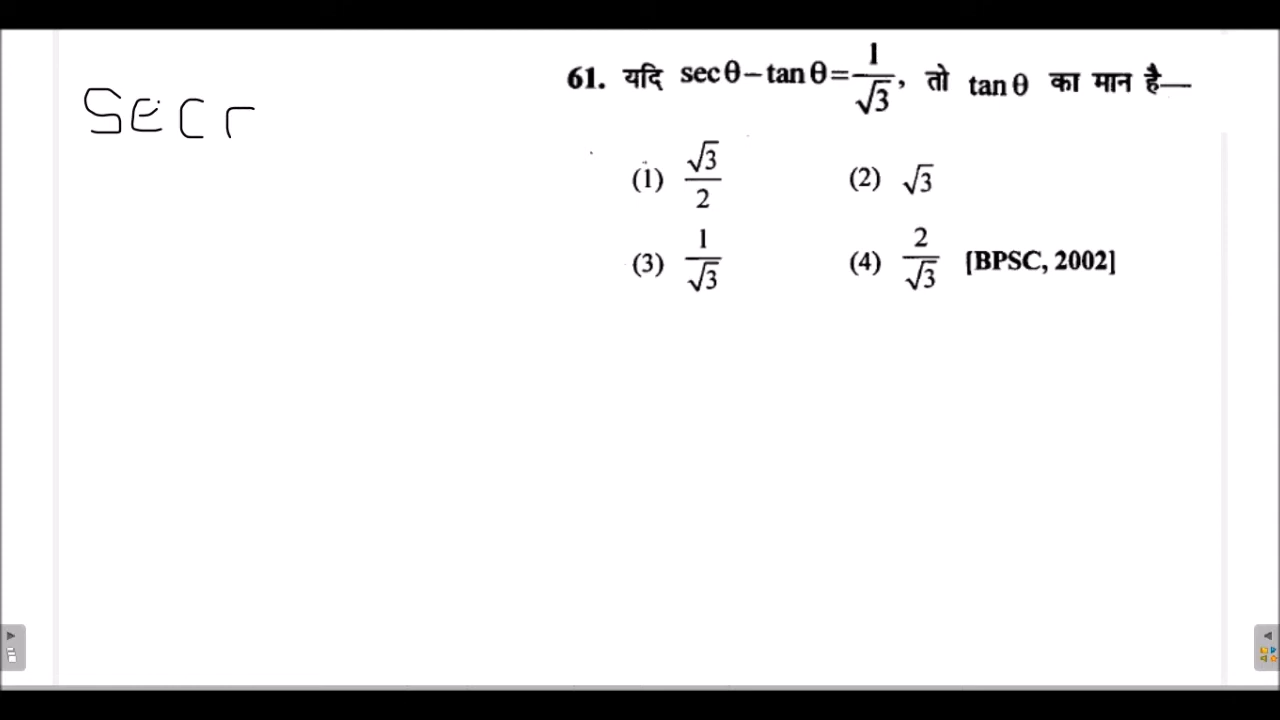 secr
61. यदि secθ−tanθ=1/√3, तो tanθ का मान है—
(1) √3/2 (2) √3
(3) 1/√3 (4) 2/√3 [BPSC, 2002]